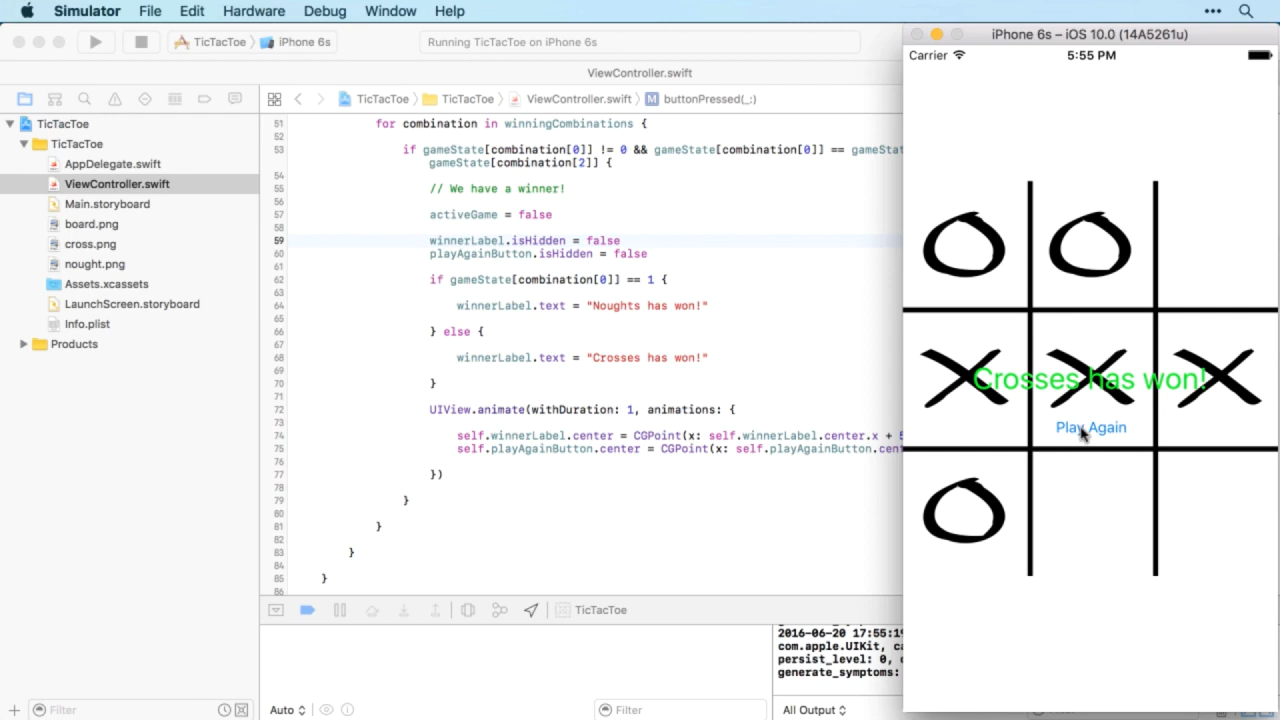 Simulator File Edit Hardware Debug Window Help
TicTacToe iPhone 6s Running TicTacToe on iPhone 6s
ViewController.swift
TicTacToe TicTacToe ViewController.swift M buttonPressed(_:)
TicTacToe
TicTacToe
AppDelegate.swift
ViewController.swift
Main.storyboard
board.png
cross.png
nought.png
Assets.xcassets
LaunchScreen.storyboard
Info.plist
Products
Filter
51 for combination in winningCombinations {
52
53 if gameState[combination[0]] != 0 && gameState[combination[0]] == gameStat
gameState[combination[2]] {
54
55 // We have a winner!
56
57 activeGame = false
58
59 winnerLabel.isHidden = false
60 playAgainButton.isHidden = false
61
62 if gameState[combination[0]] == 1 {
63
64 winnerLabel.text = "Noughts has won!"
65
66 } else {
67
68 winnerLabel.text = "Crosses has won!"
69
70 }
71
72 UIView.animate(withDuration: 1, animations: {
73
74 self.winnerLabel.center = CGPoint(x: self.winnerLabel.center.x + 5
75 self.playAgainButton.center = CGPoint(x: self.playAgainButton.cen
76
77 })
78
79 }
80
81 }
82
83 }
84
85 }
86
TicTacToe
2016-06-20 17:55:19
com.apple.UIKit, ca
persist_level: 0,
generate_symptoms:
Auto Filter All Output
iPhone 6s – iOS 10.0 (14A5261u)
Carrier 5:55 PM
Crosses has won!
Play Again